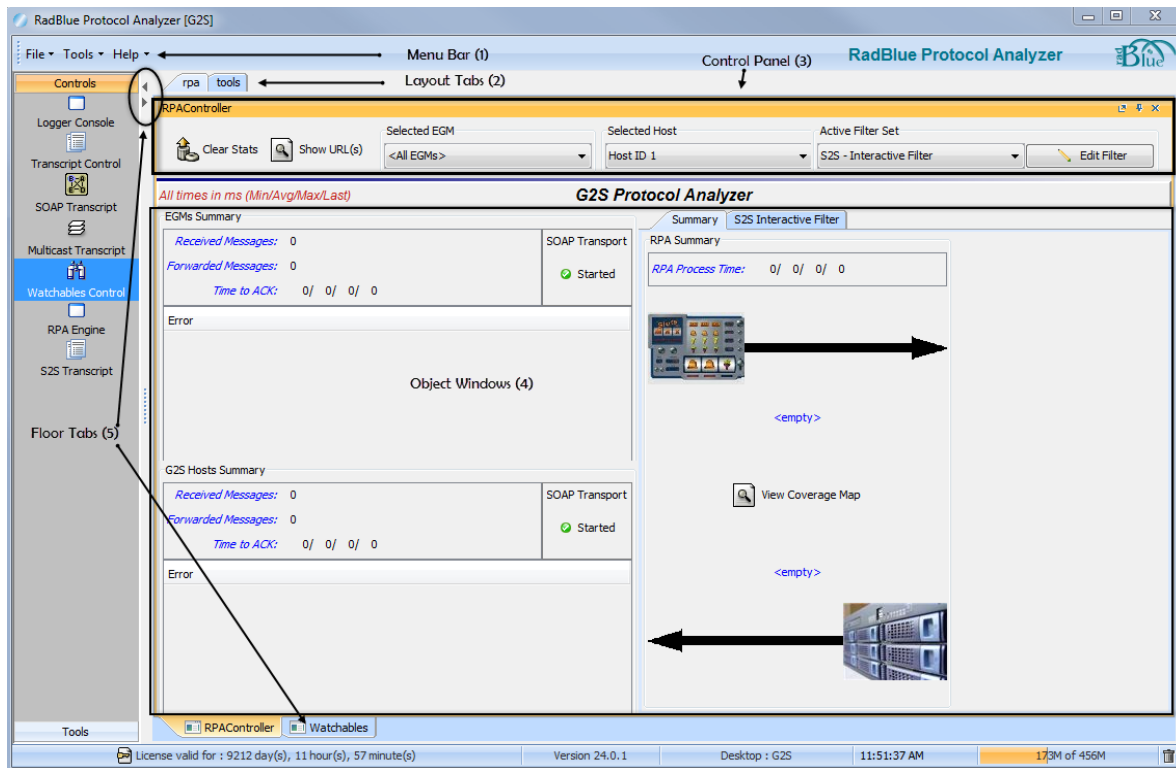 RadBlue Protocol Analyzer [G2S]
File Tools Help
Menu Bar (1)
Control Panel (3)
RadBlue Protocol Analyzer
rad Blue
Controls
rpa tools
Layout Tabs (2)
RPAController
Logger Console
Transcript Control
SOAP Transcript
Multicast Transcript
Watchables Control
RPA Engine
S2S Transcript
Floor Tabs (5)
Tools
Clear Stats
Show URL(s)
Selected EGM
<All EGMs>
Selected Host
Host ID 1
Active Filter Set
S2S - Interactive Filter
Edit Filter
All times in ms (Min/Avg/Max/Last)
G2S Protocol Analyzer
EGMs Summary
Received Messages: 0
Forwarded Messages: 0
Time to ACK: 0/ 0/ 0/ 0
SOAP Transport
Started
Error
Object Windows (4)
G2S Hosts Summary
Received Messages: 0
Forwarded Messages: 0
Time to ACK: 0/ 0/ 0/ 0
SOAP Transport
Started
Error
Summary S2S Interactive Filter
RPA Summary
RPA Process Time: 0/ 0/ 0/ 0
<empty>
View Coverage Map
<empty>
RPAController Watchables
License valid for : 9212 day(s), 11 hour(s), 57 minute(s)
Version 24.0.1
Desktop : G2S
11:51:37 AM
173M of 456M